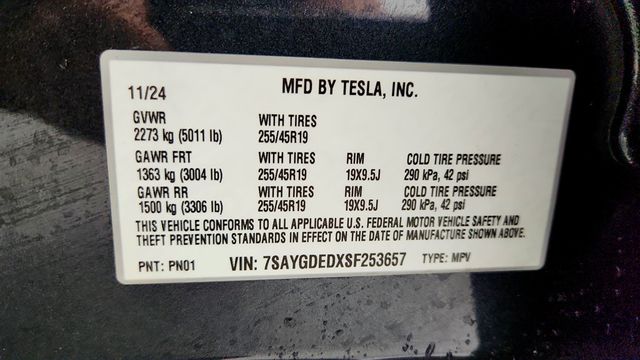 11/24 MFD BY TESLA, INC.
GVWR WITH TIRES
2273 kg (5011 lb) 255/45R19
GAWR FRT WITH TIRES RIM COLD TIRE PRESSURE
1363 kg (3004 lb) 255/45R19 19X9.5J 290 kPa, 42 psi
GAWR RR WITH TIRES RIM COLD TIRE PRESSURE
1500 kg (3306 lb) 255/45R19 19X9.5J 290 kPa, 42 psi
THIS VEHICLE CONFORMS TO ALL APPLICABLE U.S. FEDERAL MOTOR VEHICLE SAFETY AND
THEFT PREVENTION STANDARDS IN EFFECT ON THE DATE OF MANUFACTURE SHOWN ABOVE.
PNT: PN01 VIN: 7SAYGDEDXSF253657 TYPE: MPV